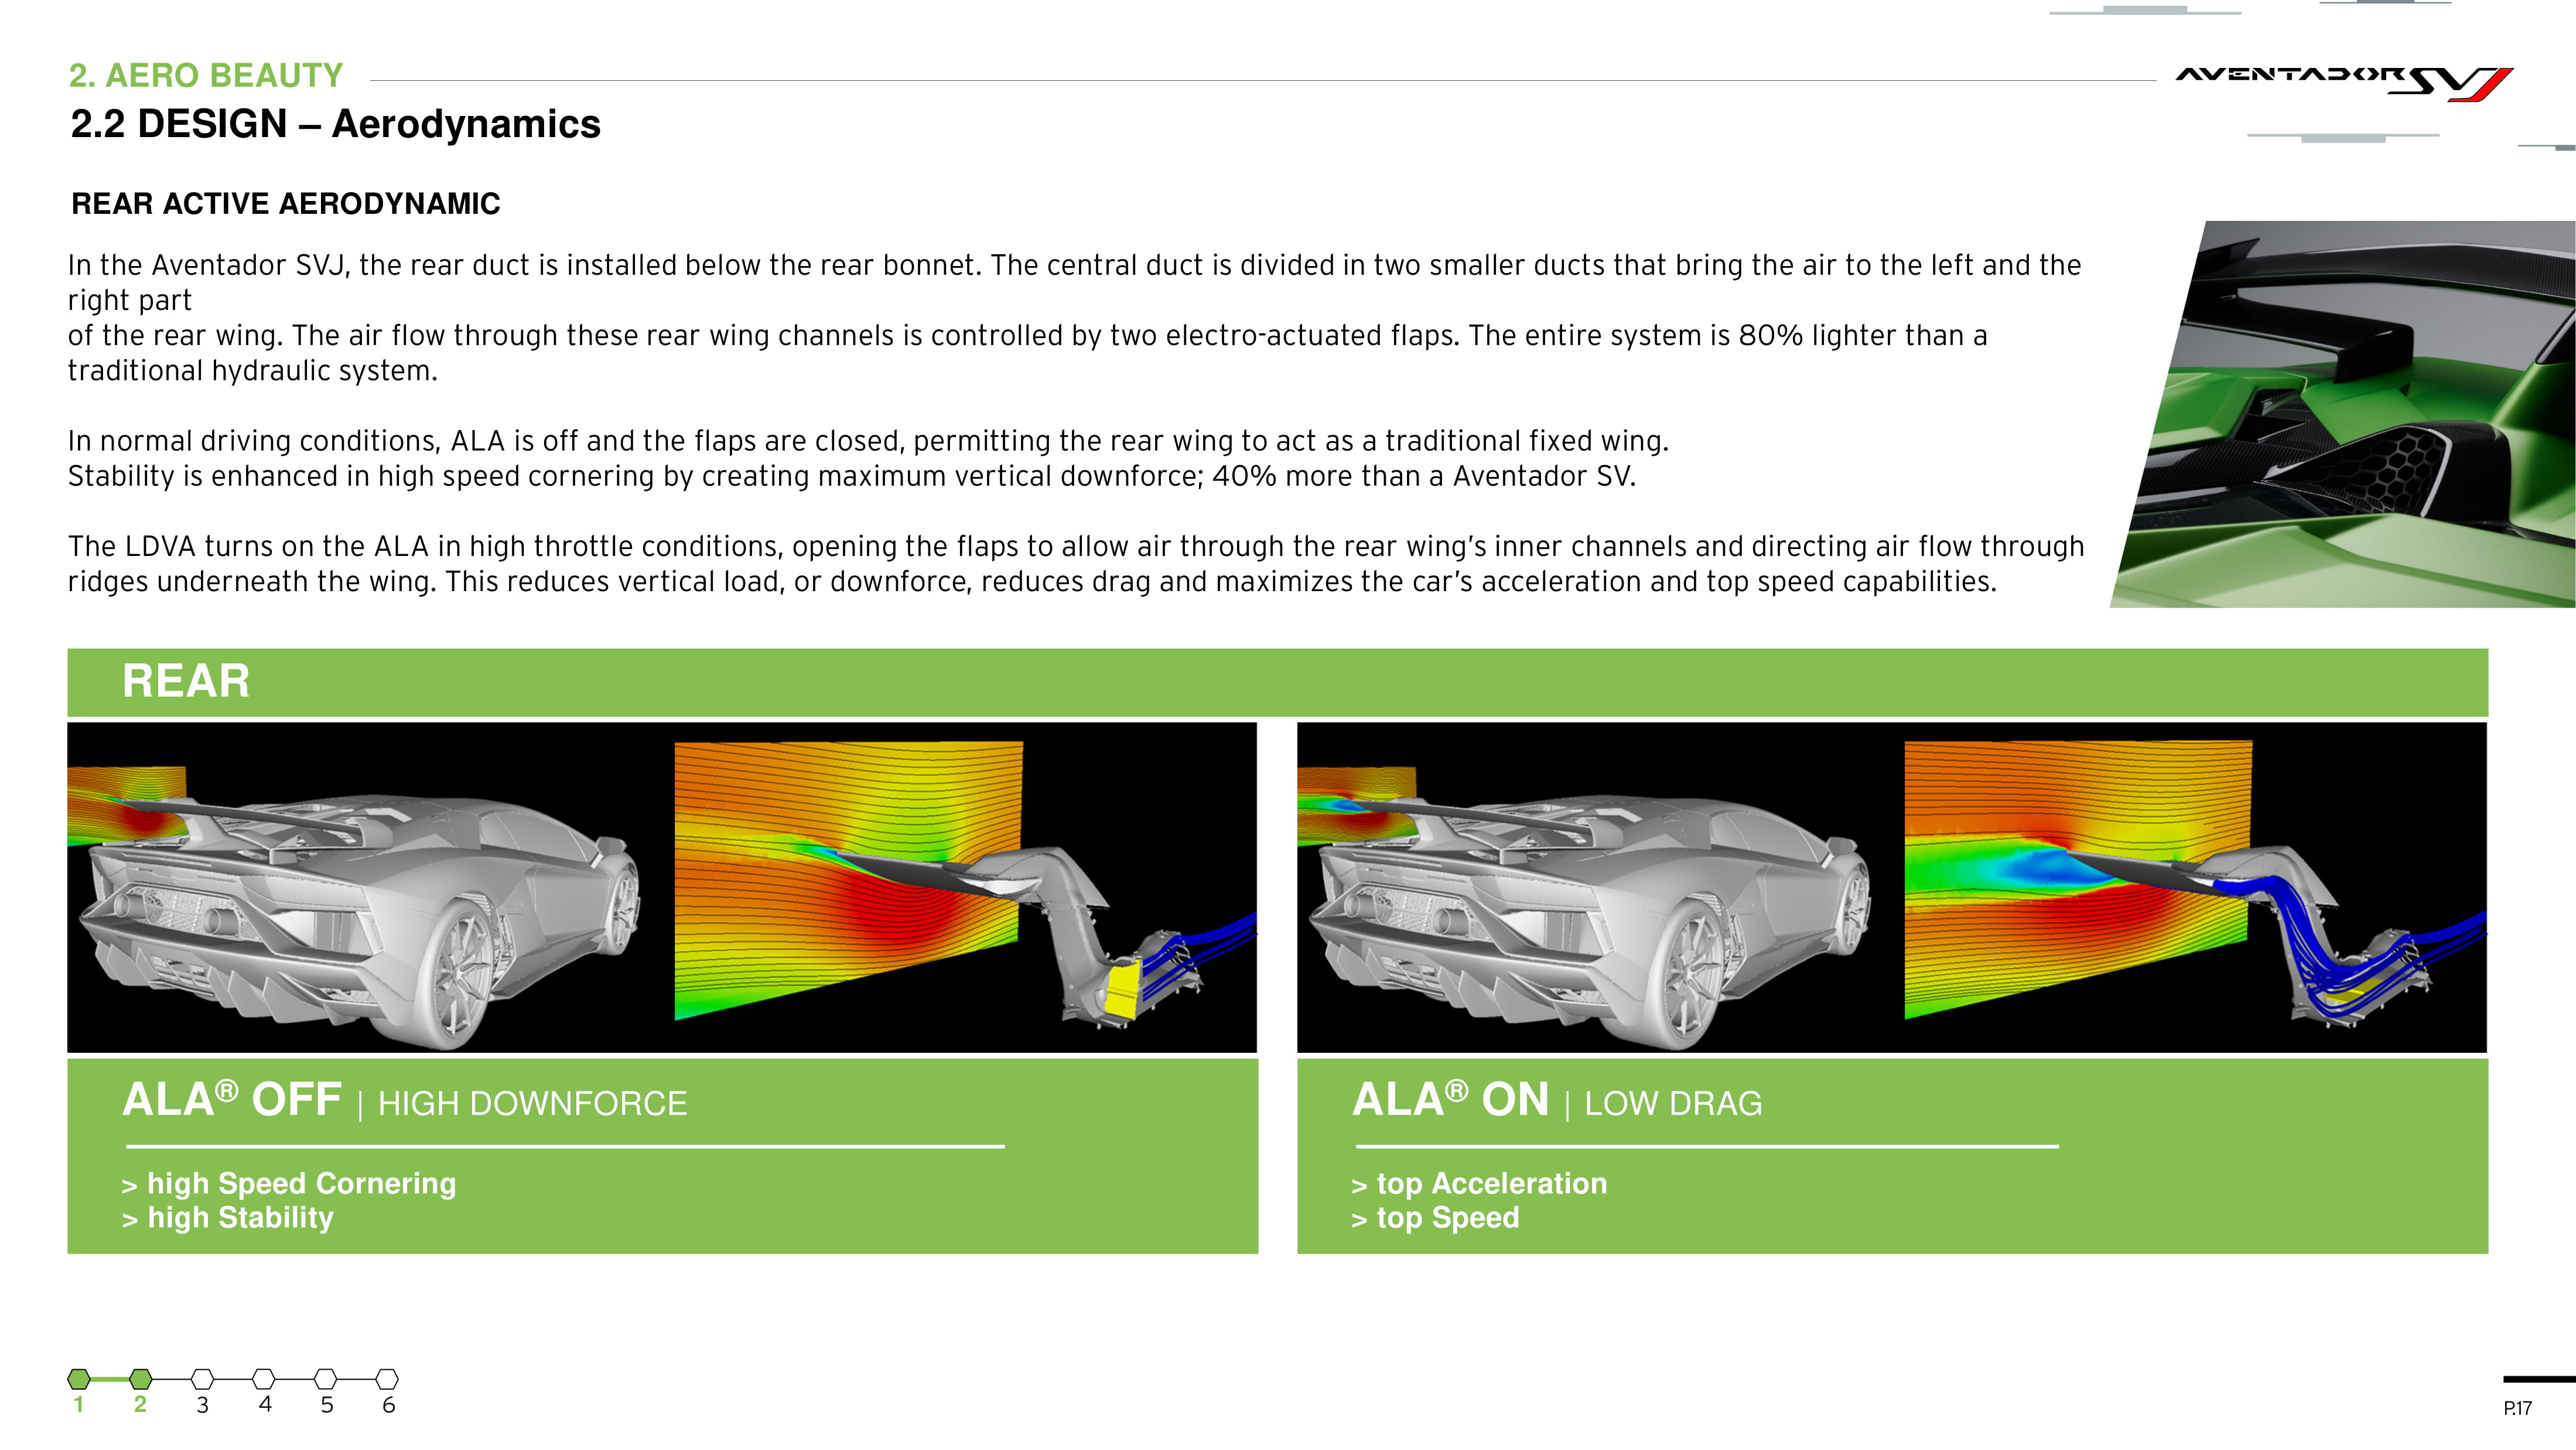 2. AERO BEAUTY
AVENTADOR SVJ
2.2 DESIGN – Aerodynamics
REAR ACTIVE AERODYNAMIC
In the Aventador SVJ, the rear duct is installed below the rear bonnet. The central duct is divided in two smaller ducts that bring the air to the left and the
right part
of the rear wing. The air flow through these rear wing channels is controlled by two electro-actuated flaps. The entire system is 80% lighter than a
traditional hydraulic system.
In normal driving conditions, ALA is off and the flaps are closed, permitting the rear wing to act as a traditional fixed wing.
Stability is enhanced in high speed cornering by creating maximum vertical downforce; 40% more than a Aventador SV.
The LDVA turns on the ALA in high throttle conditions, opening the flaps to allow air through the rear wing’s inner channels and directing air flow through
ridges underneath the wing. This reduces vertical load, or downforce, reduces drag and maximizes the car’s acceleration and top speed capabilities.
REAR
ALA® OFF | HIGH DOWNFORCE
> high Speed Cornering
> high Stability
ALA® ON | LOW DRAG
> top Acceleration
> top Speed
1 2 3 4 5 6
P.17